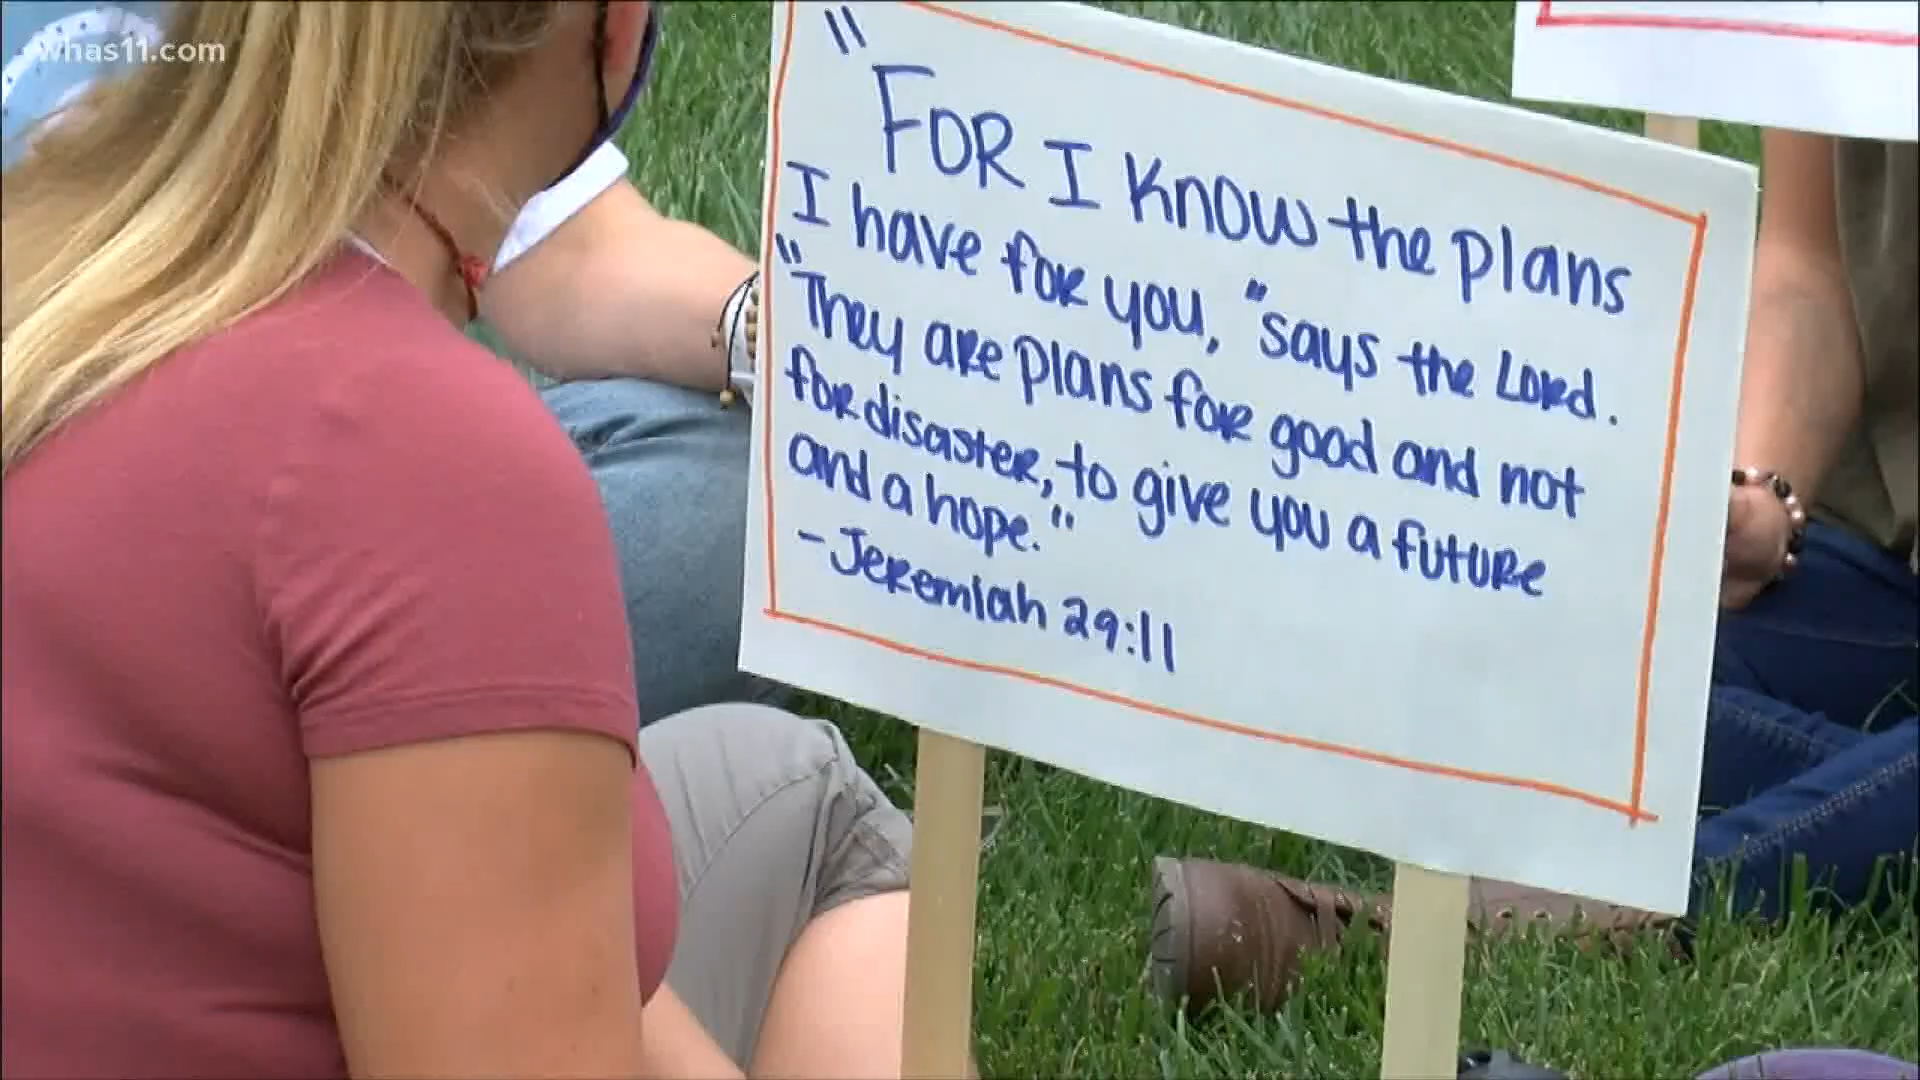 whas11.com
"FOR I know the plans
I have for you," says the Lord.
"They are plans for good and not
for disaster, to give you a future
and a hope."
-Jeremiah 29:11